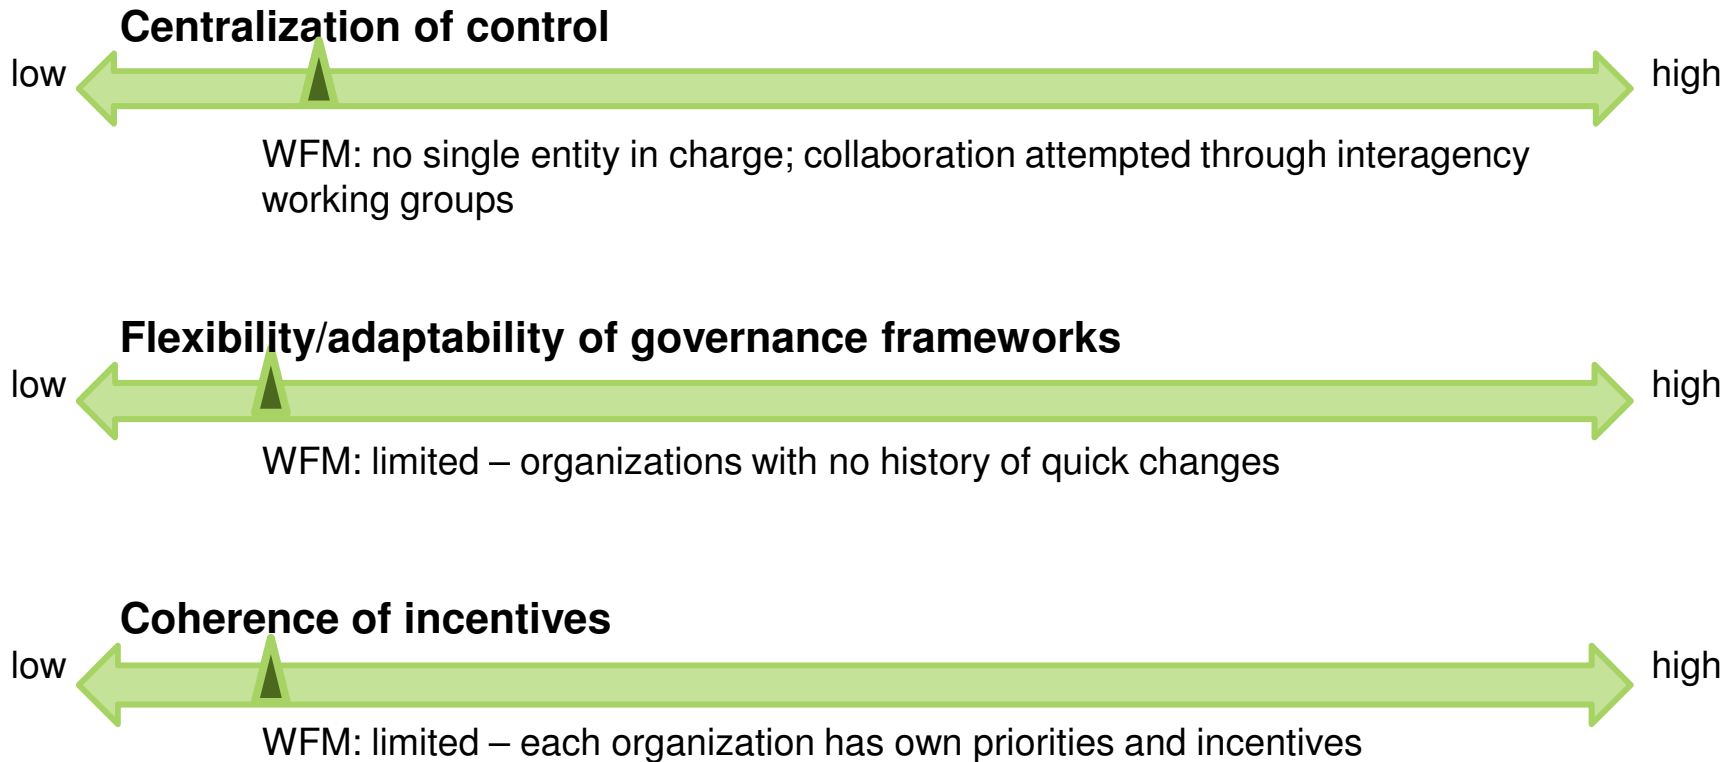 Centralization of control
low
high
WFM: no single entity in charge; collaboration attempted through interagency
working groups
Flexibility/adaptability of governance frameworks
low
high
WFM: limited – organizations with no history of quick changes
Coherence of incentives
low
high
WFM: limited – each organization has own priorities and incentives